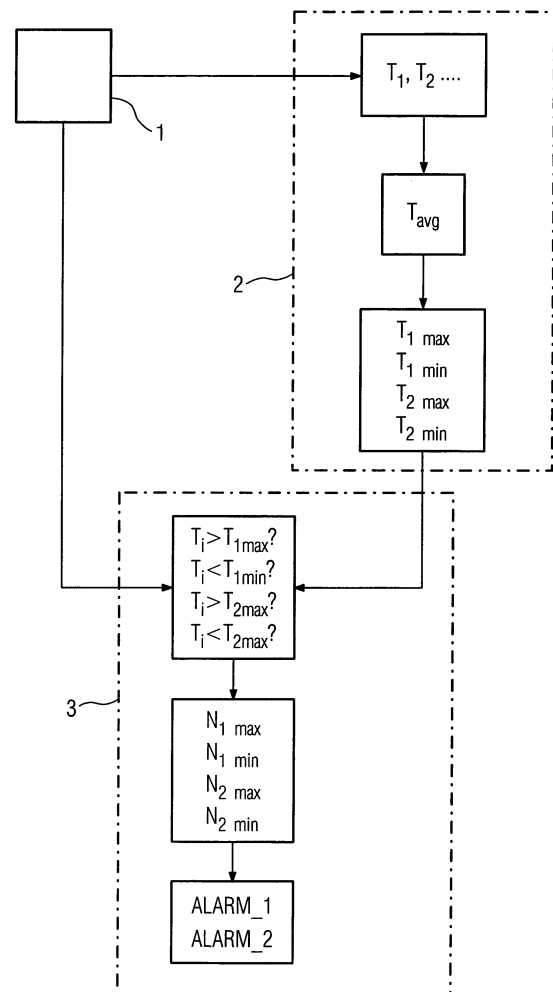 1
T1, T2 ....
Tavg
2
T1 max
T1 min
T2 max
T2 min
Ti>T1max?
Ti<T1min?
Ti>T2max?
Ti<T2max?
3
N1 max
N1 min
N2 max
N2 min
ALARM_1
ALARM_2